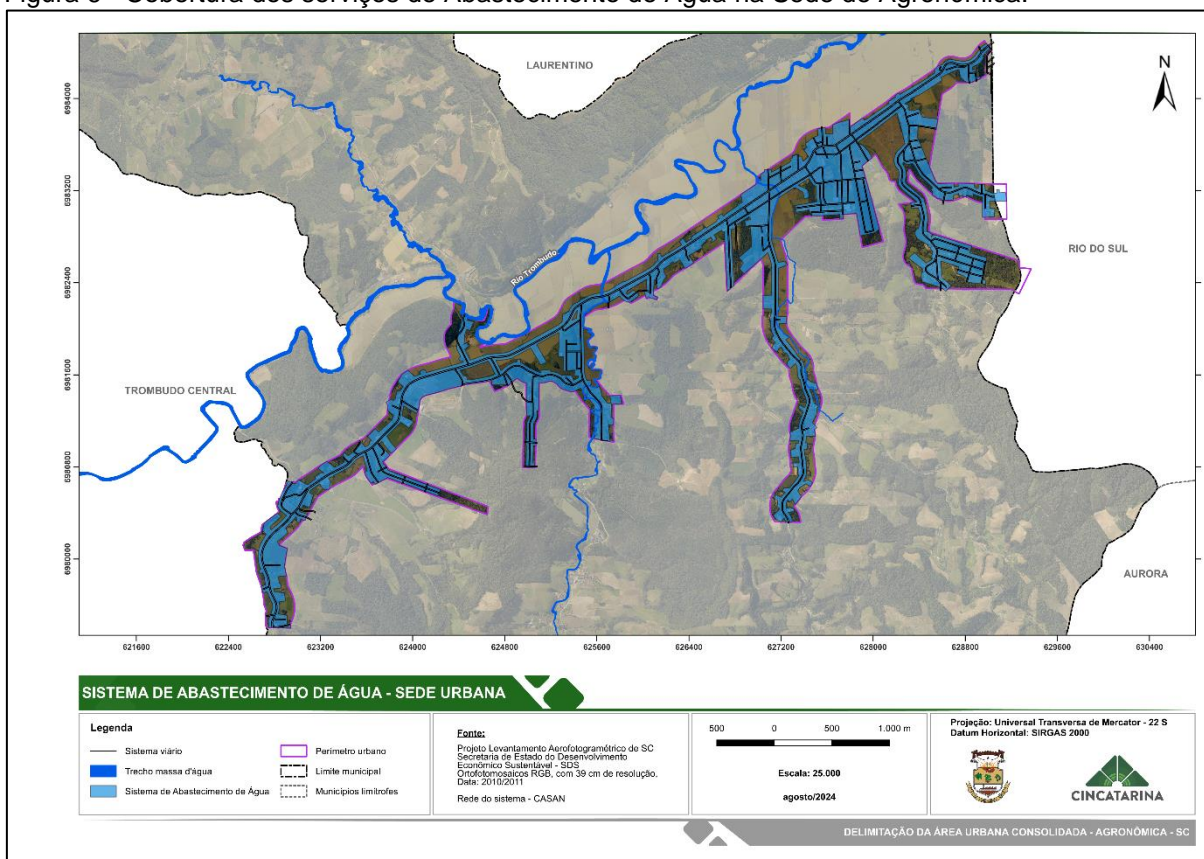 Figura 6 - Cobertura dos serviços de Abastecimento de Água na Sede de Agronômica.
LAURENTINO
N
6984000
6983200
RIO DO SUL
Rio Trombudo
6982400
6981600
TROMBUDO CENTRAL
6980800
6980000
AURORA
621600
622400
623200
624000
624800
625600
626400
627200
628000
628800
629600
630400
SISTEMA DE ABASTECIMENTO DE ÁGUA - SEDE URBANA
Legenda
Sistema viário
Trecho massa d'água
Sistema de Abastecimento de Água
Perímetro urbano
Limite municipal
Municípios limítrofes
Fonte:
Projeto Levantamento Aerofotogramétrico de SC
Secretaria de Estado do Desenvolvimento
Econômico Sustentável - SDS
Ortofotomosaicos RGB, com 39 cm de resolução.
Data: 2010/2011
Rede do sistema - CASAN
500 0 500 1.000 m
Escala: 25.000
agosto/2024
Projeção: Universal Transversa de Mercator - 22 S
Datum Horizontal: SIRGAS 2000
CINCATARINA
DELIMITAÇÃO DA ÁREA URBANA CONSOLIDADA - AGRONÔMICA - SC